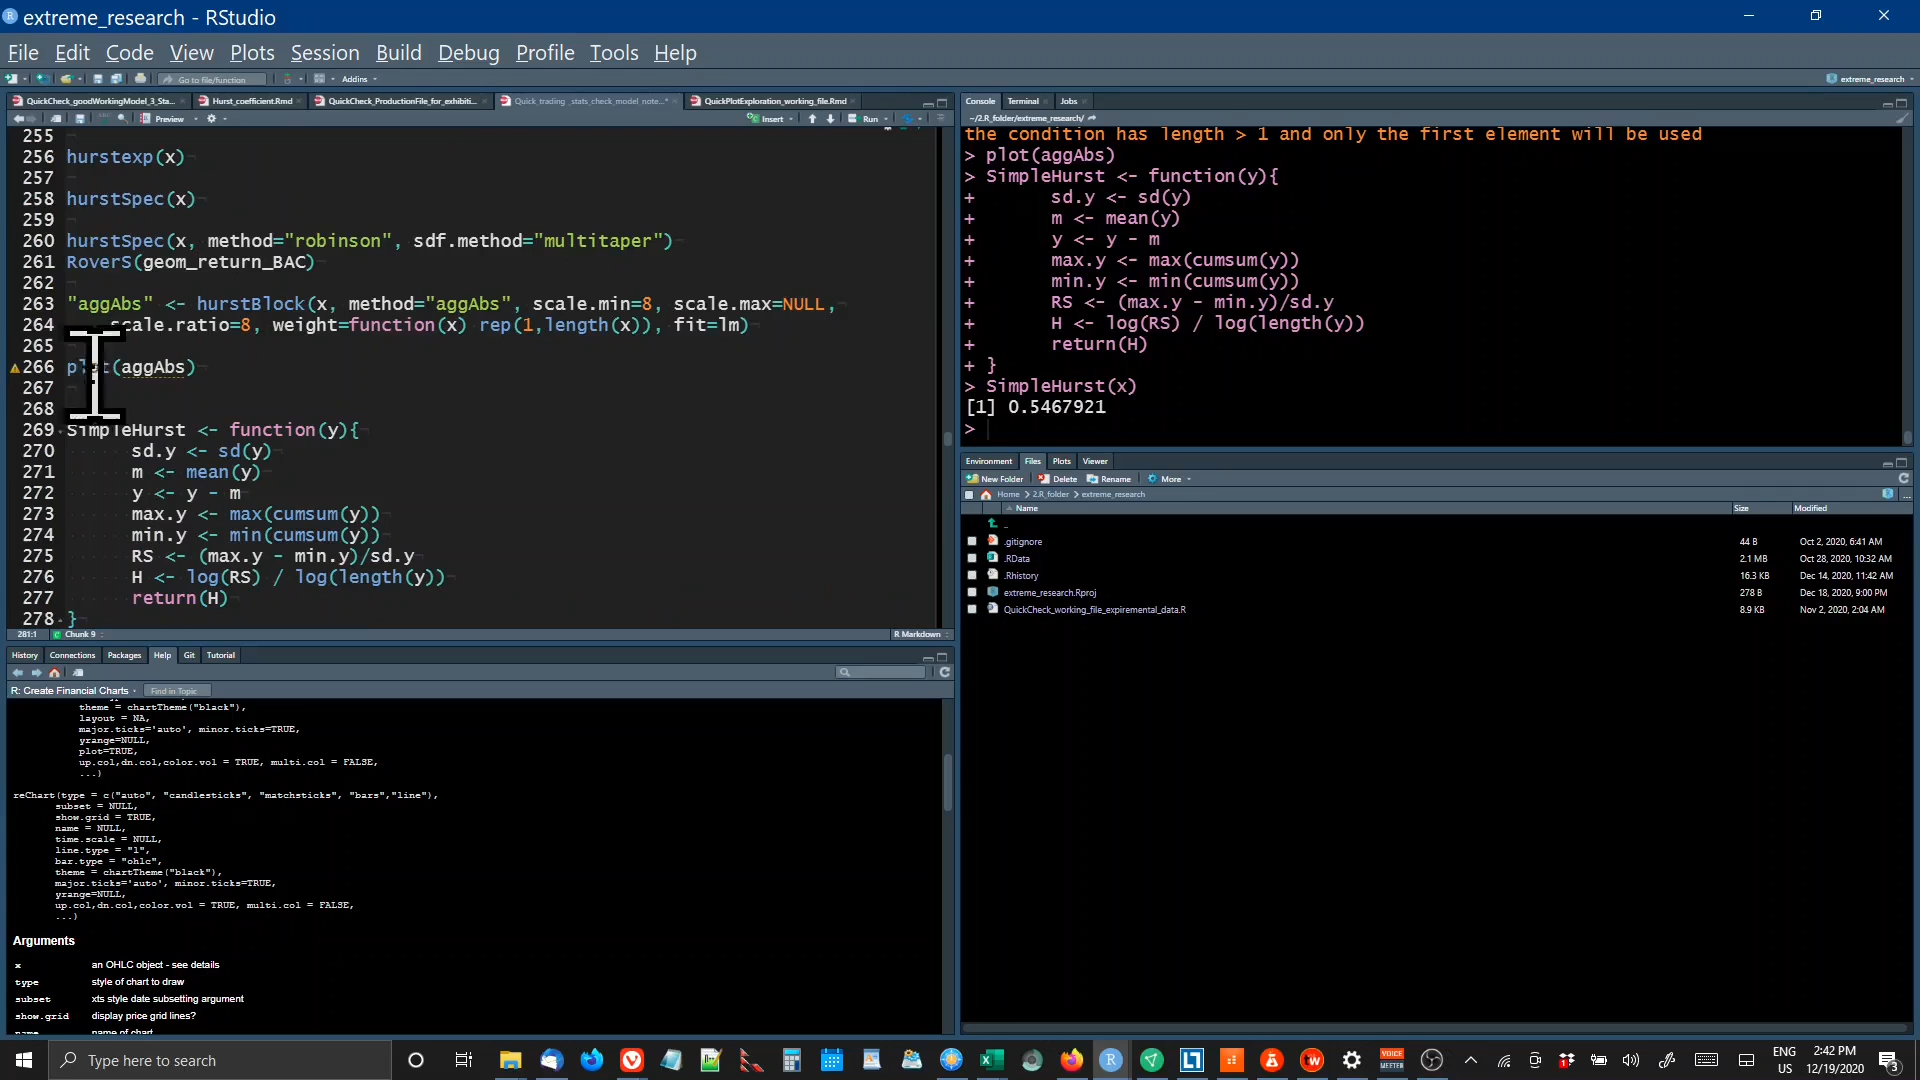 extreme_research - RStudio
File Edit Code View Plots Session Build Debug Profile Tools Help
Go to file/function Addins extreme_research
QuickCheck_goodWorkingModel_3_Sta... Hurst_coefficient.Rmd QuickCheck_ProductionFile_for_exhibiti... Quick_trading _stats_check_model_note...* QuickPlotExploration_working_file.Rmd
Preview Insert Run
255
256 hurstexp(x)
257
258 hurstSpec(x)
259
260 hurstSpec(x, method="robinson", sdf.method="multitaper")
261 RoverS(geom_return_BAC)
262
263 "aggAbs" <- hurstBlock(x, method="aggAbs", scale.min=8, scale.max=NULL,
264 scale.ratio=8, weight=function(x) rep(1,length(x)), fit=lm)
265
266 plot(aggAbs)
267
268
269 SimpleHurst <- function(y){
270 sd.y <- sd(y)
271 m <- mean(y)
272 y <- y - m
273 max.y <- max(cumsum(y))
274 min.y <- min(cumsum(y))
275 RS <- (max.y - min.y)/sd.y
276 H <- log(RS) / log(length(y))
277 return(H)
278 }
281:1 Chunk 9 R Markdown
History Connections Packages Help Git Tutorial
R: Create Financial Charts Find in Topic
theme = chartTheme("black"),
layout = NA,
major.ticks='auto', minor.ticks=TRUE,
yrange=NULL,
plot=TRUE,
up.col,dn.col,color.vol = TRUE, multi.col = FALSE,
...)
reChart(type = c("auto", "candlesticks", "matchsticks", "bars","line"),
subset = NULL,
show.grid = TRUE,
name = NULL,
time.scale = NULL,
line.type = "l",
bar.type = "ohlc",
theme = chartTheme("black"),
major.ticks='auto', minor.ticks=TRUE,
yrange=NULL,
up.col,dn.col,color.vol = TRUE, multi.col = FALSE,
...)
Arguments
x an OHLC object - see details
type style of chart to draw
subset xts style date subsetting argument
show.grid display price grid lines?
name name of chart
Console Terminal Jobs
~/2.R_folder/extreme_research/
the condition has length > 1 and only the first element will be used
> plot(aggAbs)
> SimpleHurst <- function(y){
+ sd.y <- sd(y)
+ m <- mean(y)
+ y <- y - m
+ max.y <- max(cumsum(y))
+ min.y <- min(cumsum(y))
+ RS <- (max.y - min.y)/sd.y
+ H <- log(RS) / log(length(y))
+ return(H)
+ }
> SimpleHurst(x)
[1] 0.5467921
>
Environment Files Plots Viewer
New Folder Delete Rename More
Home > 2.R_folder > extreme_research
Name Size Modified
..
.gitignore 44 B Oct 2, 2020, 6:41 AM
.RData 2.1 MB Oct 28, 2020, 10:32 AM
.Rhistory 16.3 KB Dec 14, 2020, 11:42 AM
extreme_research.Rproj 278 B Dec 18, 2020, 9:00 PM
QuickCheck_working_file_expiremental_data.R 8.9 KB Nov 2, 2020, 2:04 AM
Type here to search
VOICE MEETER
ENG US
2:42 PM
12/19/2020
3